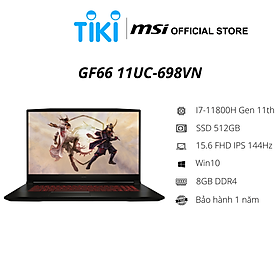 TIKI msi OFFICIAL STORE
GF66 11UC-698VN
I7-11800H Gen 11th
SSD 512GB
15.6 FHD IPS 144Hz
Win10
8GB DDR4
Bảo hành 1 năm